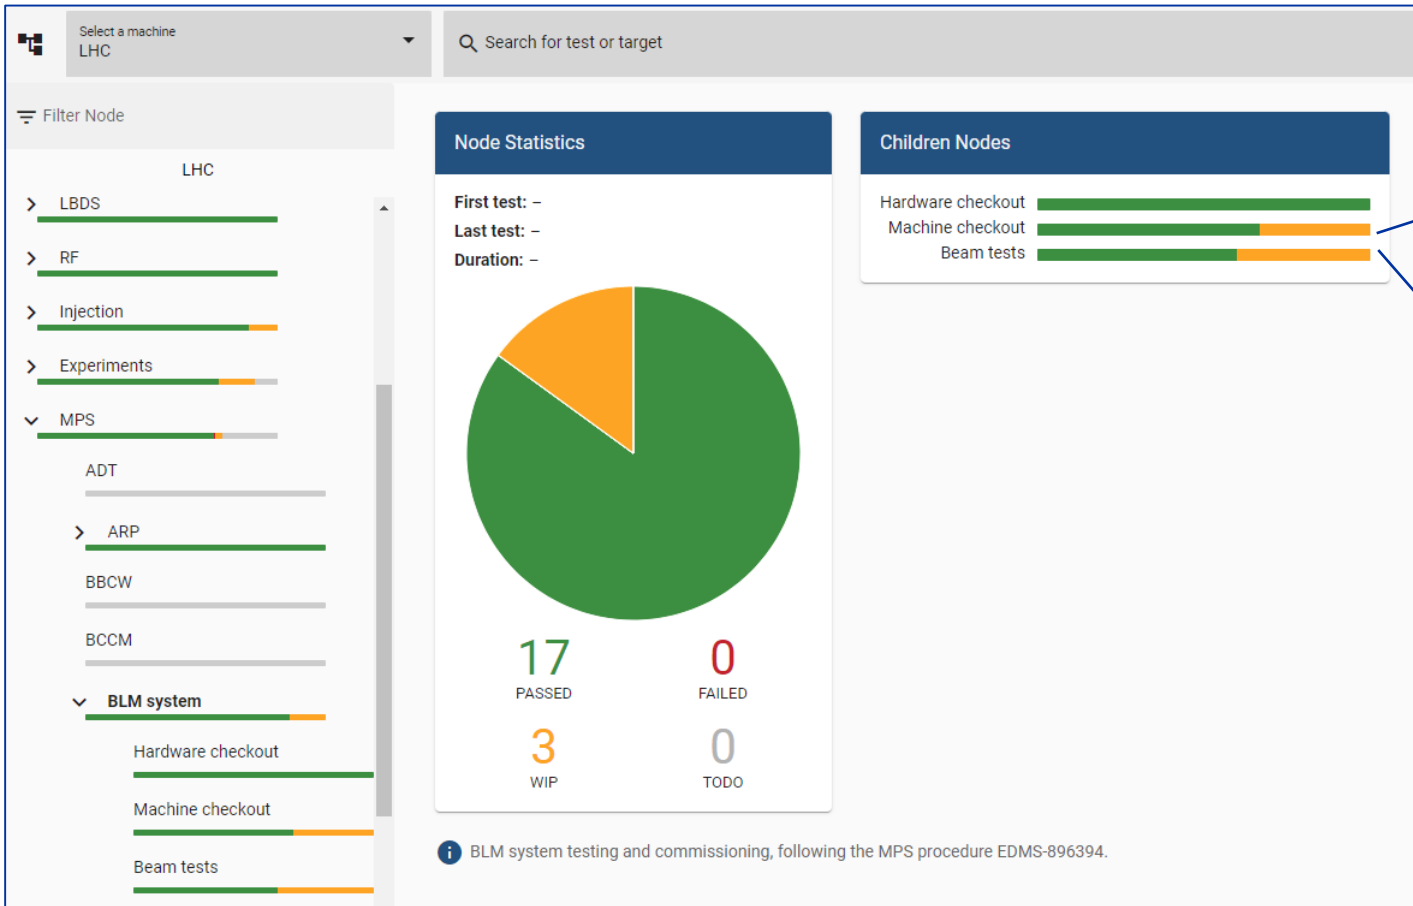 Select a machine
LHC
Search for test or target
Filter Node
LHC
LBDS
RF
Injection
Experiments
MPS
ADT
ARP
BBCW
BCCM
BLM system
Hardware checkout
Machine checkout
Beam tests
Node Statistics
First test: –
Last test: –
Duration: –
17
PASSED
0
FAILED
3
WIP
0
TODO
Children Nodes
Hardware checkout
Machine checkout
Beam tests
BLM system testing and commissioning, following the MPS procedure EDMS-896394.